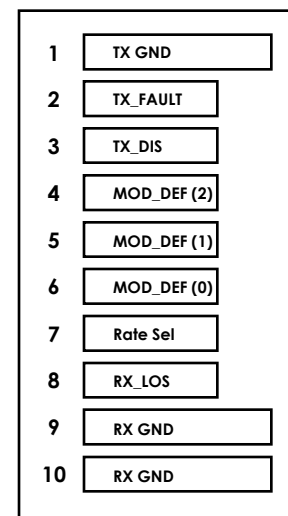 1 TX GND
2 TX_FAULT
3 TX_DIS
4 MOD_DEF (2)
5 MOD_DEF (1)
6 MOD_DEF (0)
7 Rate Sel
8 RX_LOS
9 RX GND
10 RX GND